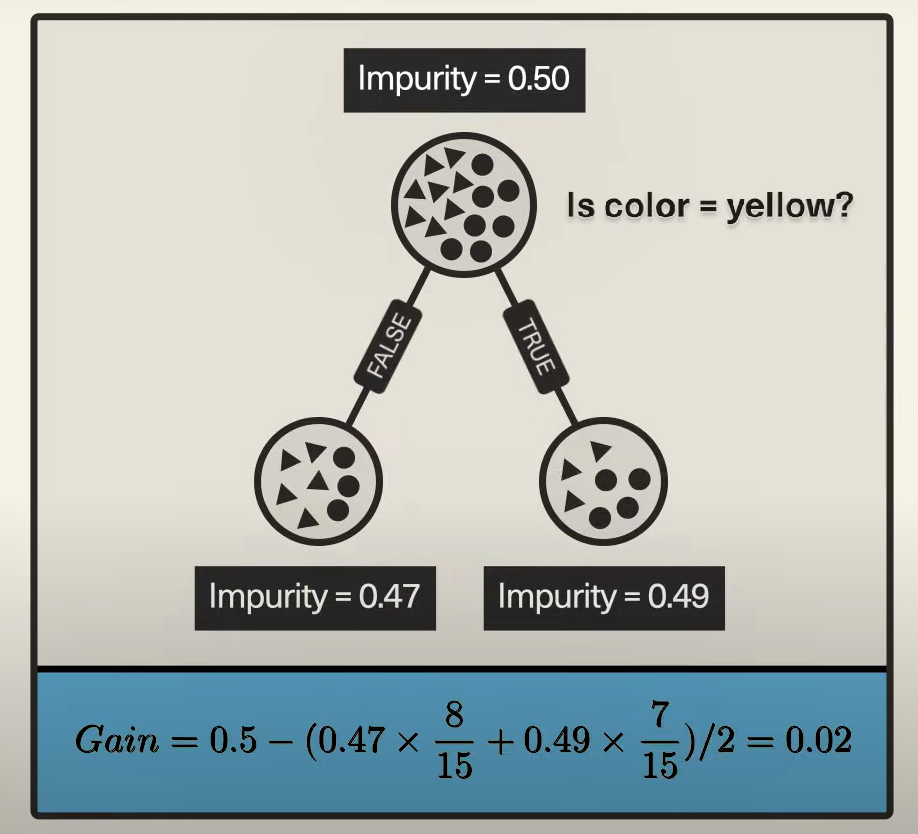 Impurity = 0.50
Is color = yellow?
FALSE
TRUE
Impurity = 0.47
Impurity = 0.49
Gain = 0.5 − (0.47 × 8/15 + 0.49 × 7/15)/2 = 0.02